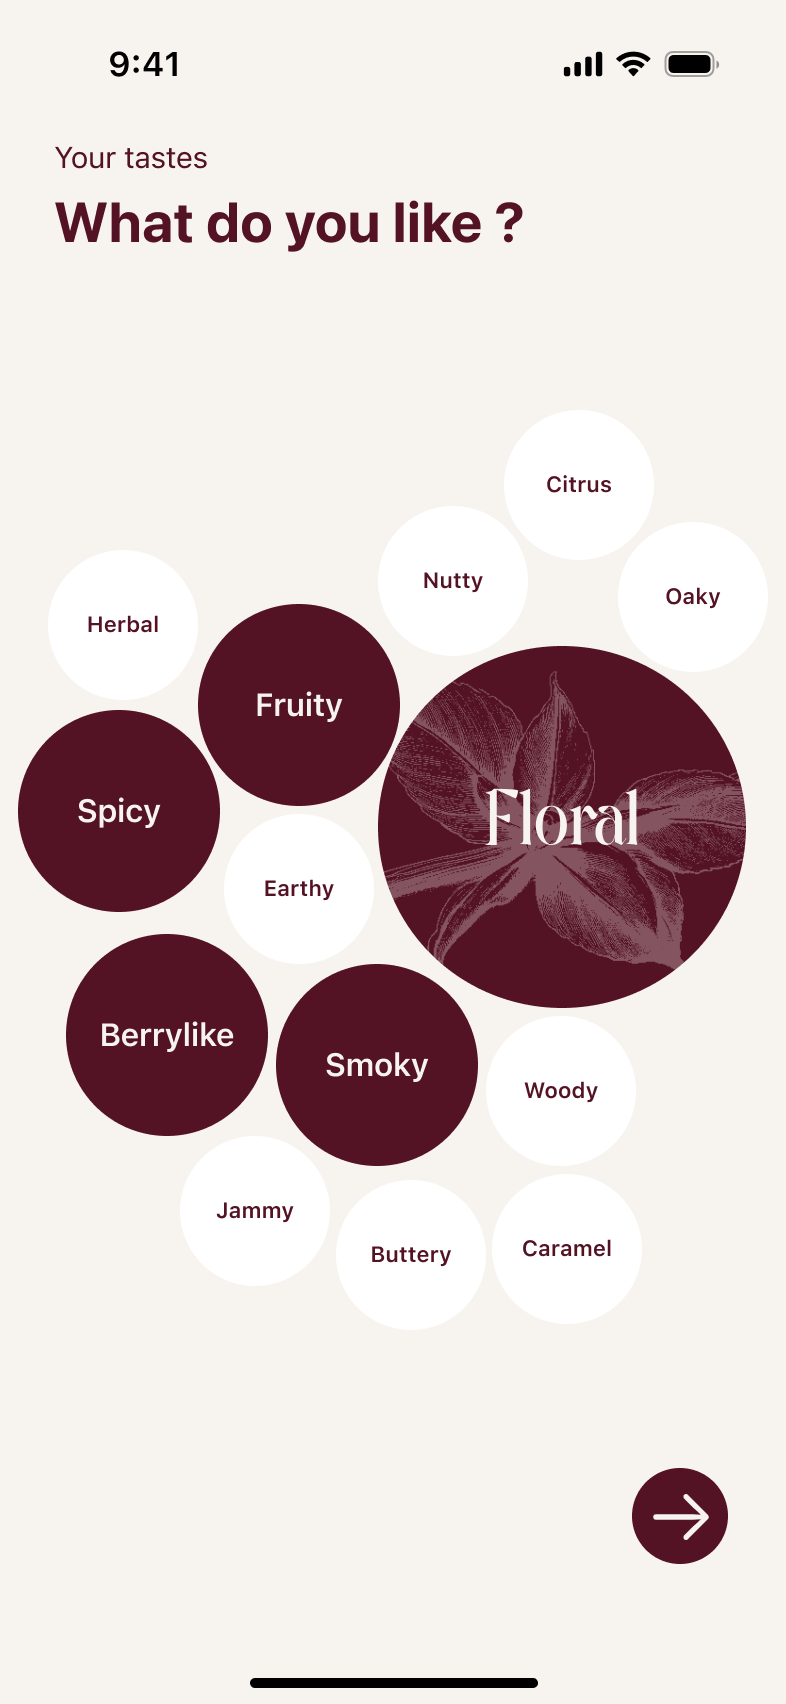 9:41
Your tastes
What do you like ?
Citrus
Nutty
Oaky
Herbal
Fruity
Spicy
Floral
Earthy
Berrylike
Smoky
Woody
Jammy
Buttery
Caramel